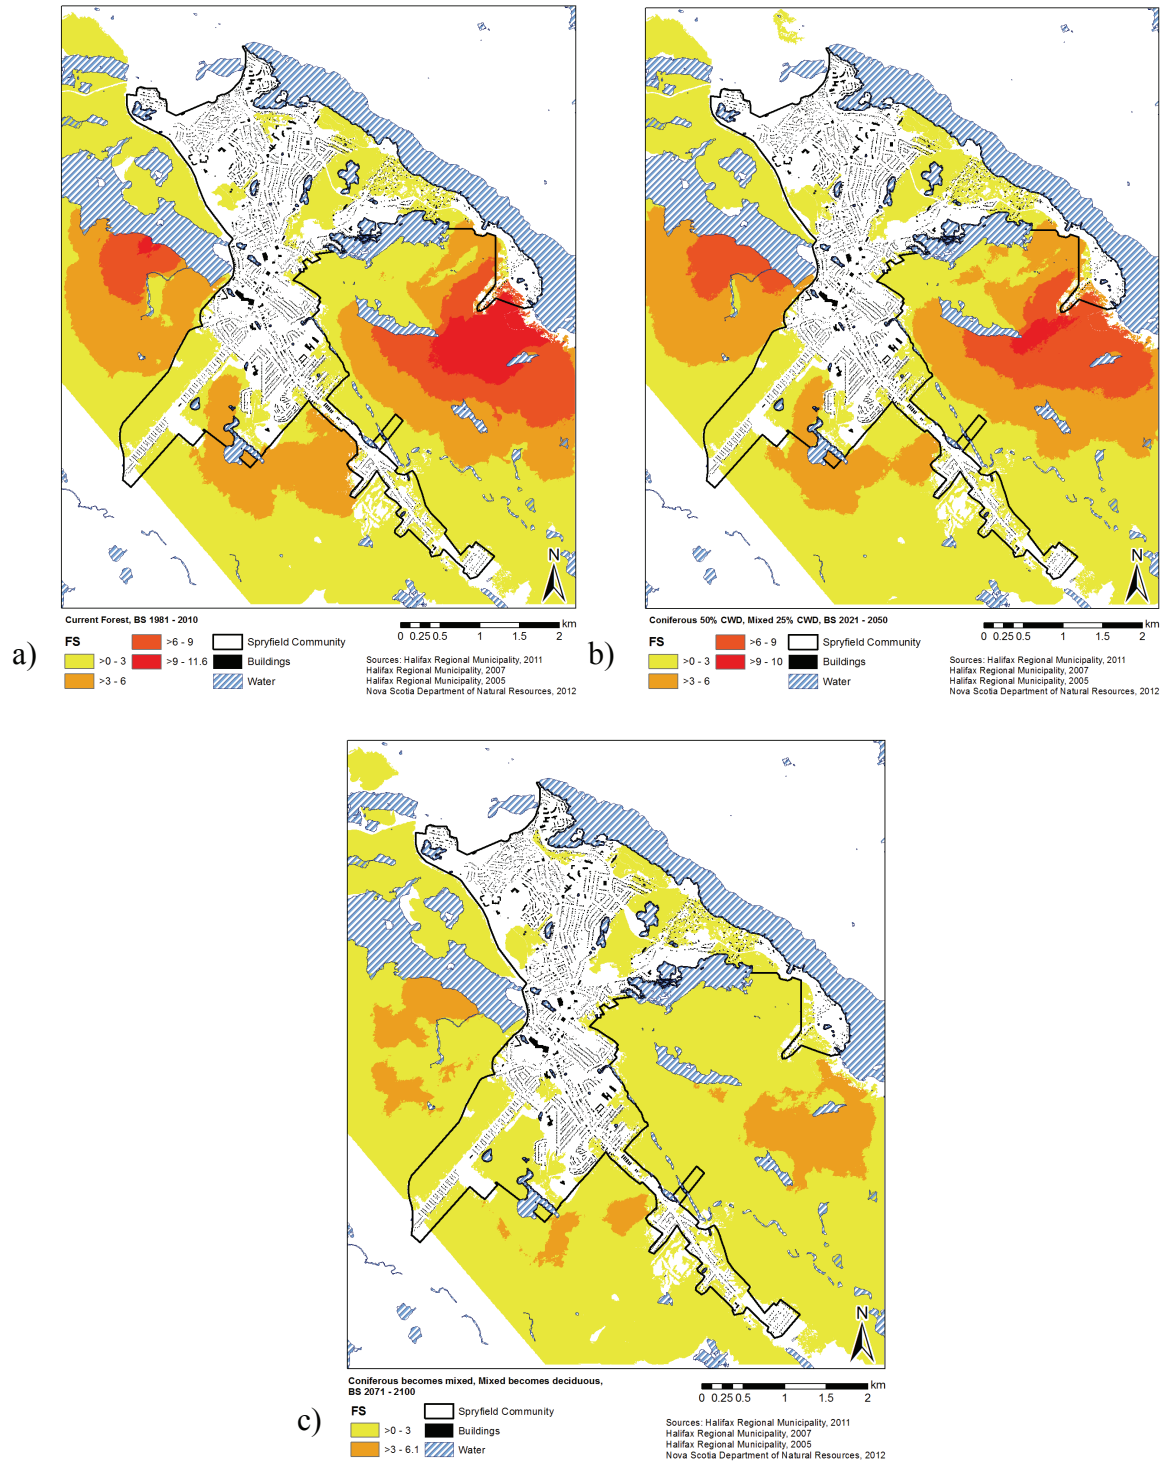 N
Current Forest, BS 1981 - 2010
km
0 0.25 0.5 1 1.5 2
a)
FS
>0 - 3
>3 - 6
>6 - 9
>9 - 11.6
Spryfield Community
Buildings
Water
Sources: Halifax Regional Municipality, 2011
Halifax Regional Municipality, 2007
Halifax Regional Municipality, 2005
Nova Scotia Department of Natural Resources, 2012
N
Coniferous 50% CWD, Mixed 25% CWD, BS 2021 - 2050
km
0 0.25 0.5 1 1.5 2
b)
FS
>0 - 3
>3 - 6
>6 - 9
>9 - 10
Spryfield Community
Buildings
Water
Sources: Halifax Regional Municipality, 2011
Halifax Regional Municipality, 2007
Halifax Regional Municipality, 2005
Nova Scotia Department of Natural Resources, 2012
N
Coniferous becomes mixed, Mixed becomes deciduous,
BS 2071 - 2100
km
0 0.25 0.5 1 1.5 2
c)
FS
>0 - 3
>3 - 6.1
Spryfield Community
Buildings
Water
Sources: Halifax Regional Municipality, 2011
Halifax Regional Municipality, 2007
Halifax Regional Municipality, 2005
Nova Scotia Department of Natural Resources, 2012